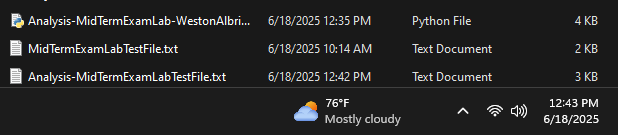 Analysis-MidTermExamLab-WestonAlbri... 6/18/2025 12:35 PM Python File 4 KB
MidTermExamLabTestFile.txt 6/18/2025 10:14 AM Text Document 2 KB
Analysis-MidTermExamLabTestFile.txt 6/18/2025 12:42 PM Text Document 3 KB
76°F 12:43 PM
Mostly cloudy 6/18/2025